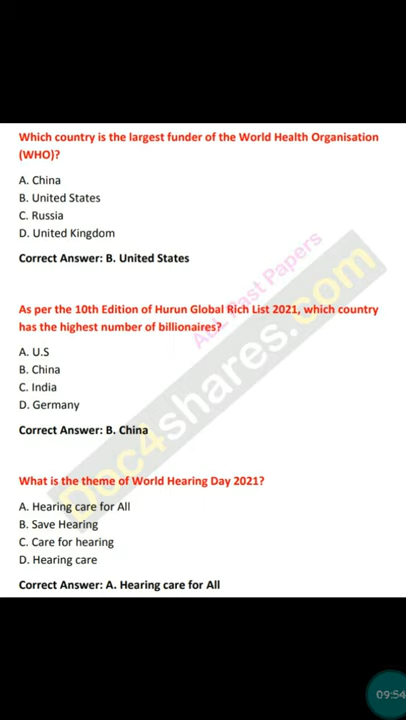 Which country is the largest funder of the World Health Organisation
(WHO)?
A. China
B. United States
C. Russia
D. United Kingdom
Correct Answer: B. United States
As per the 10th Edition of Hurun Global Rich List 2021, which country
has the highest number of billionaires?
A. U.S
B. China
C. India
D. Germany
Correct Answer: B. China
What is the theme of World Hearing Day 2021?
A. Hearing care for All
B. Save Hearing
C. Care for hearing
D. Hearing care
Correct Answer: A. Hearing care for All
ALL Past Papers
Doc4shares.com
09:54